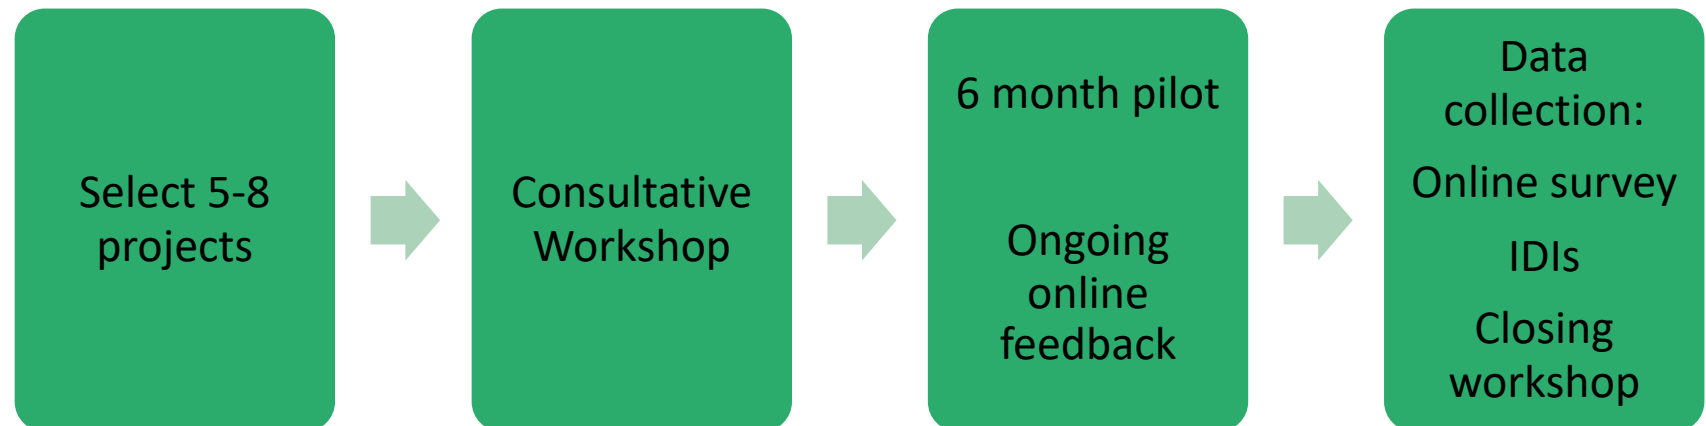 Select 5-8
projects
Consultative
Workshop
6 month pilot
Ongoing
online
feedback
Data
collection:
Online survey
IDIs
Closing
workshop